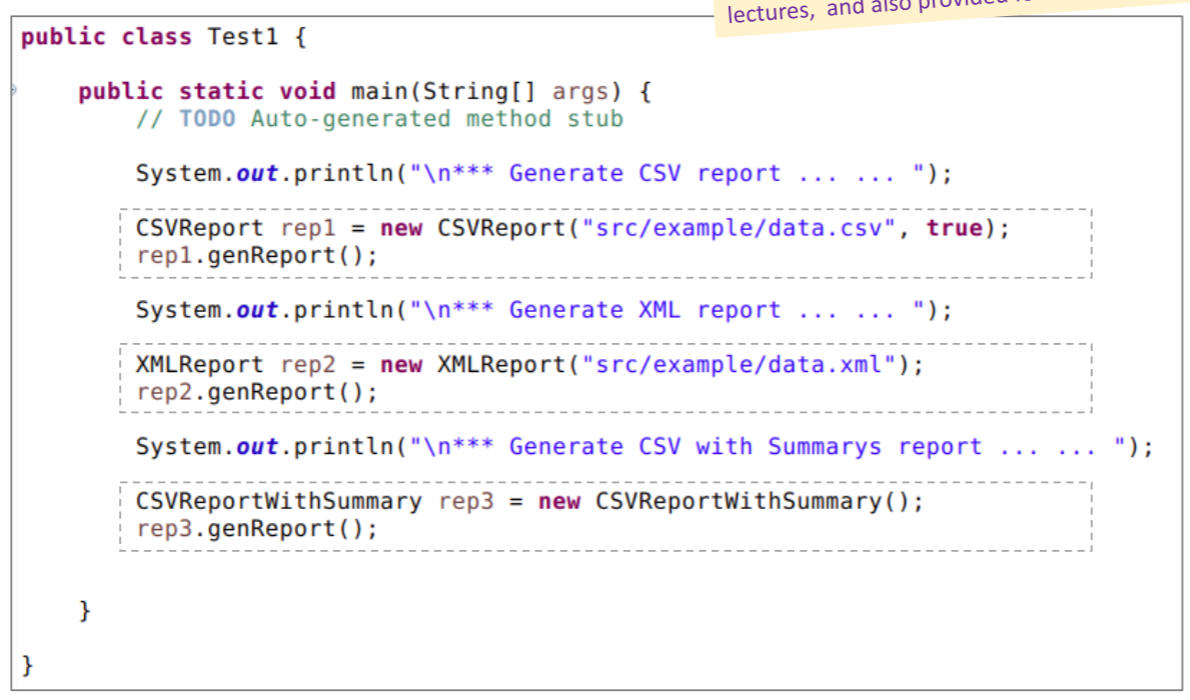 lectures, and also provided
public class Test1 {
public static void main(String[] args) {
// TODO Auto-generated method stub
System.out.println("\n*** Generate CSV report ... ... ");
CSVReport rep1 = new CSVReport("src/example/data.csv", true);
rep1.genReport();
System.out.println("\n*** Generate XML report ... ... ");
XMLReport rep2 = new XMLReport("src/example/data.xml");
rep2.genReport();
System.out.println("\n*** Generate CSV with Summarys report ... ... ");
CSVReportWithSummary rep3 = new CSVReportWithSummary();
rep3.genReport();
}
}